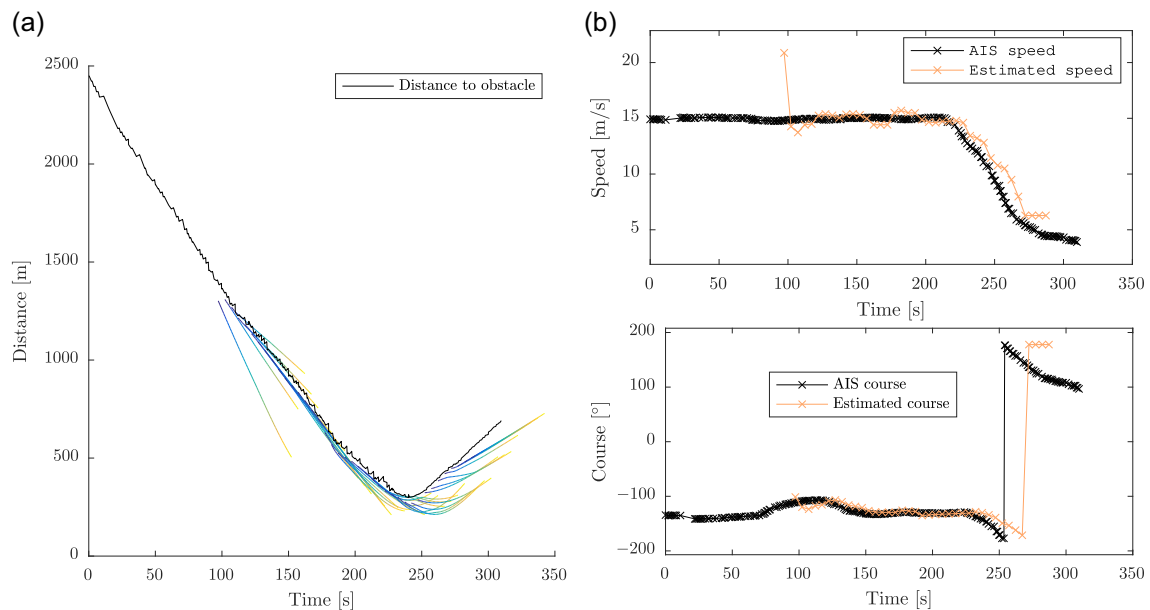 (a)
2500
2000
1500
1000
500
0
Distance [m]
Distance to obstacle
0 50 100 150 200 250 300 350
Time [s]
(b)
20
15
10
5
Speed [m/s]
AIS speed
Estimated speed
0 50 100 150 200 250 300 350
Time [s]
200
100
0
−100
−200
Course [°]
AIS course
Estimated course
0 50 100 150 200 250 300 350
Time [s]